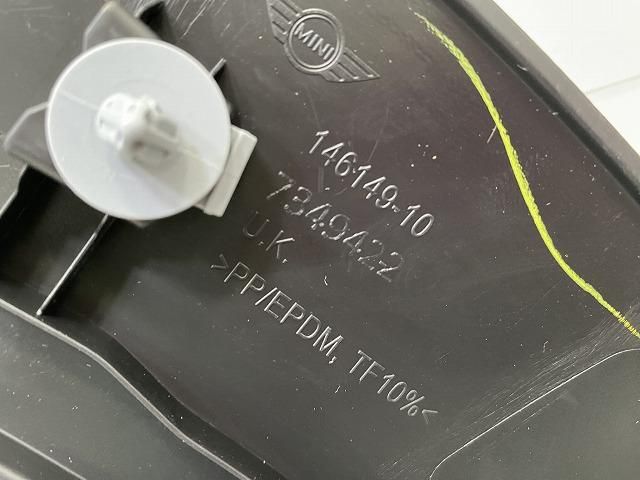 MINI
146149-10
7349422
U.K.
>PP/EPDM, TF10%<